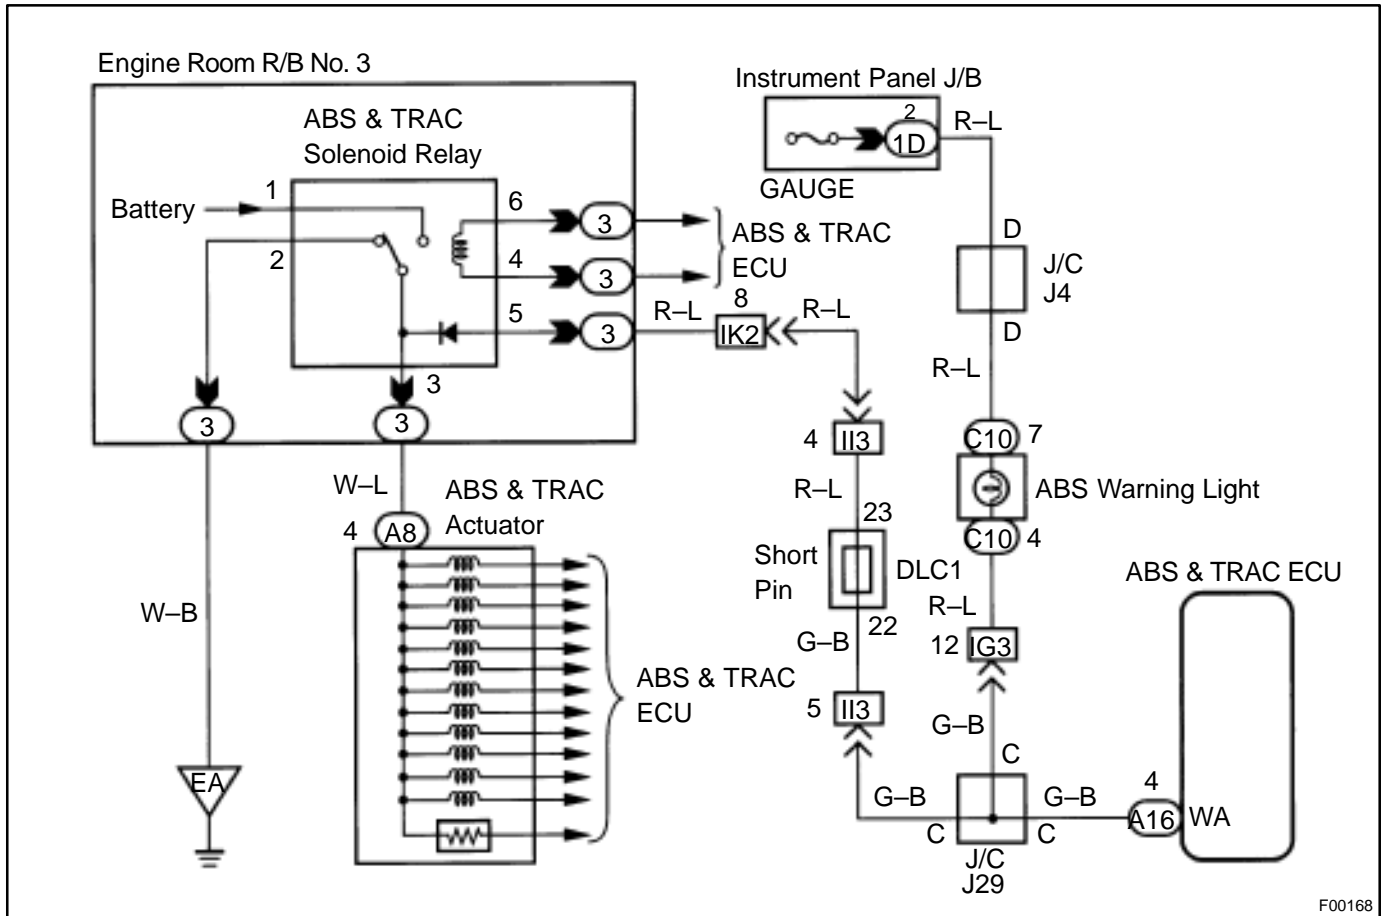 Engine Room R/B No. 3
Instrument Panel J/B
ABS & TRAC
Solenoid Relay
2
1D
R–L
GAUGE
Battery
1
2
6
3
4
3
5
3
ABS & TRAC
ECU
D
J/C
J4
D
R–L
8
IK2
R–L
R–L
3
3
3
W–L
ABS & TRAC
Actuator
4
A8
W–B
EA
ABS & TRAC
ECU
4
II3
R–L
23
Short
Pin
DLC1
22
G–B
5
II3
C10
7
ABS Warning Light
C10
4
R–L
12
IG3
G–B
C
G–B
C
G–B
C
J/C
J29
ABS & TRAC ECU
4
A16
WA
F00168